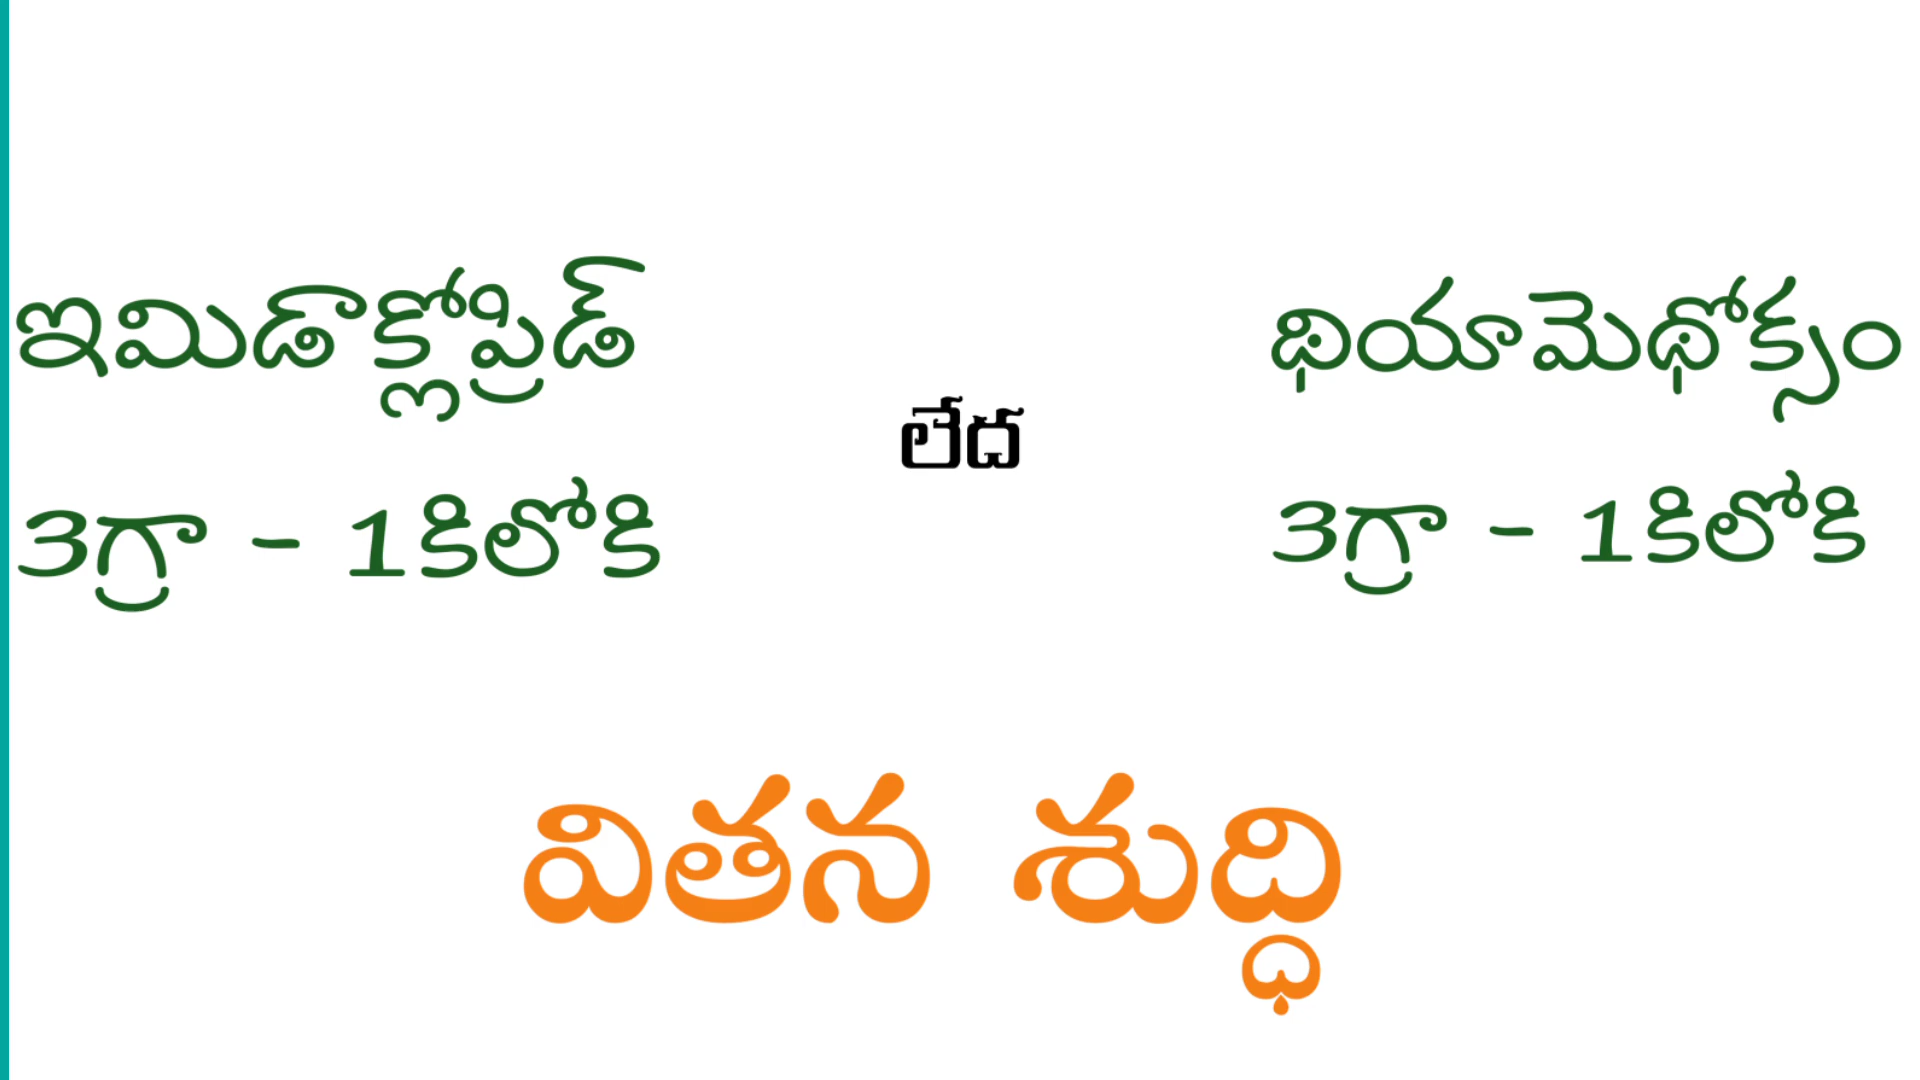 ఇమిడాక్లోప్రిడ్
3గ్రా - 1కిలోకి
లేద
థియామెథోక్సం
3గ్రా - 1కిలోకి
వితన శుద్ధి